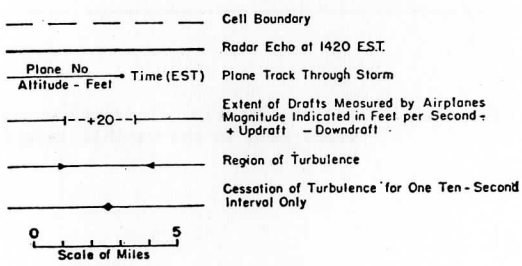 Cell Boundary
Radar Echo at 1420 E.S.T.
Plane No
Altitude - Feet
Time (EST)
Plane Track Through Storm
Extent of Drafts Measured by Airplanes
Magnitude Indicated in Feet per Second -
+20
+ Updraft - Downdraft
Region of Turbulence
Cessation of Turbulence for One Ten-Second
Interval Only
0 5
Scale of Miles